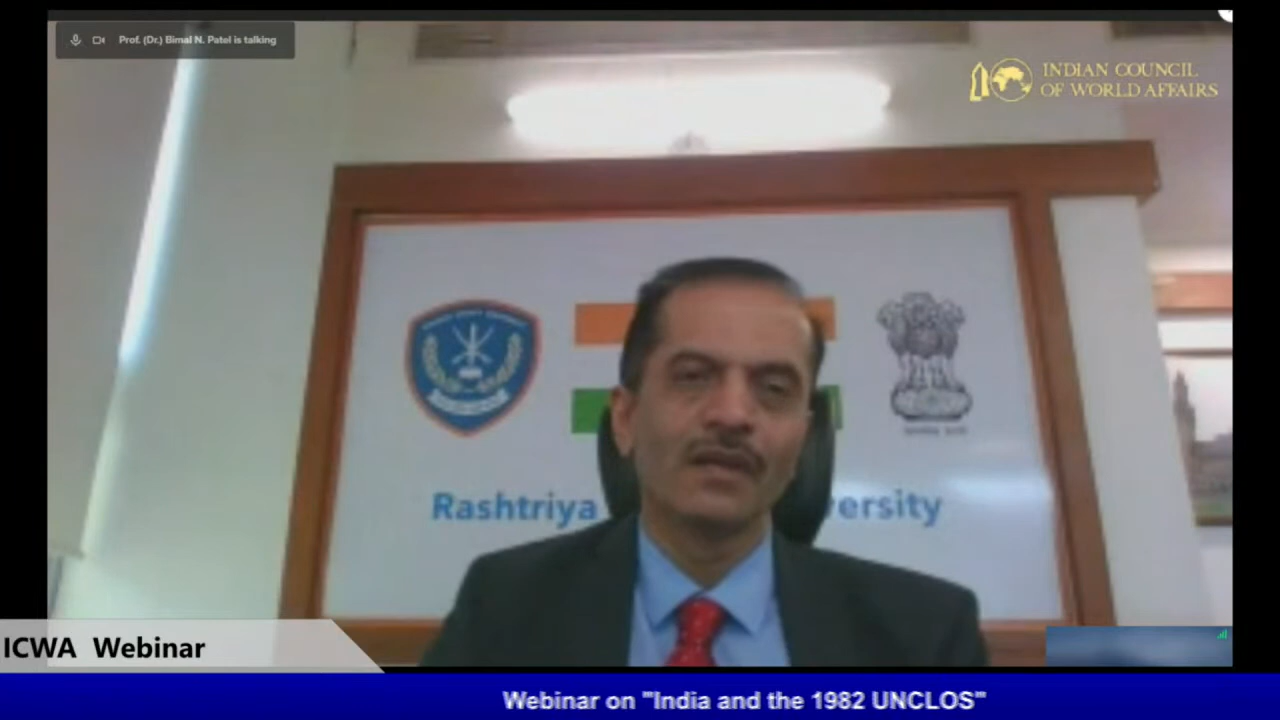 Prof. (Dr.) Bimal N. Patel is talking
INDIAN COUNCIL
OF WORLD AFFAIRS
Rashtriya
ersity
ICWA Webinar
Webinar on "India and the 1982 UNCLOS"